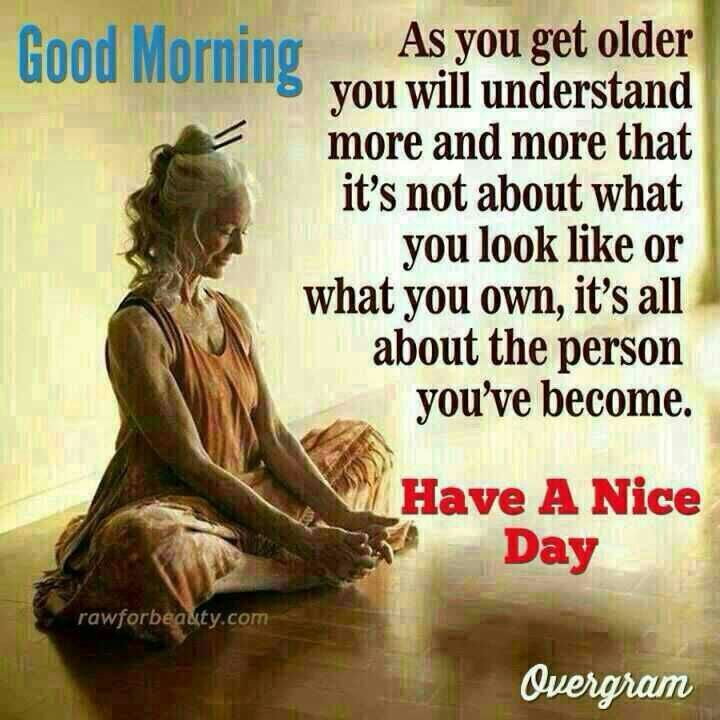 Good Morning
As you get older
you will understand
more and more that
it's not about what
you look like or
what you own, it's all
about the person
you've become.
Have A Nice
Day
rawforbeauty.com
Overgram